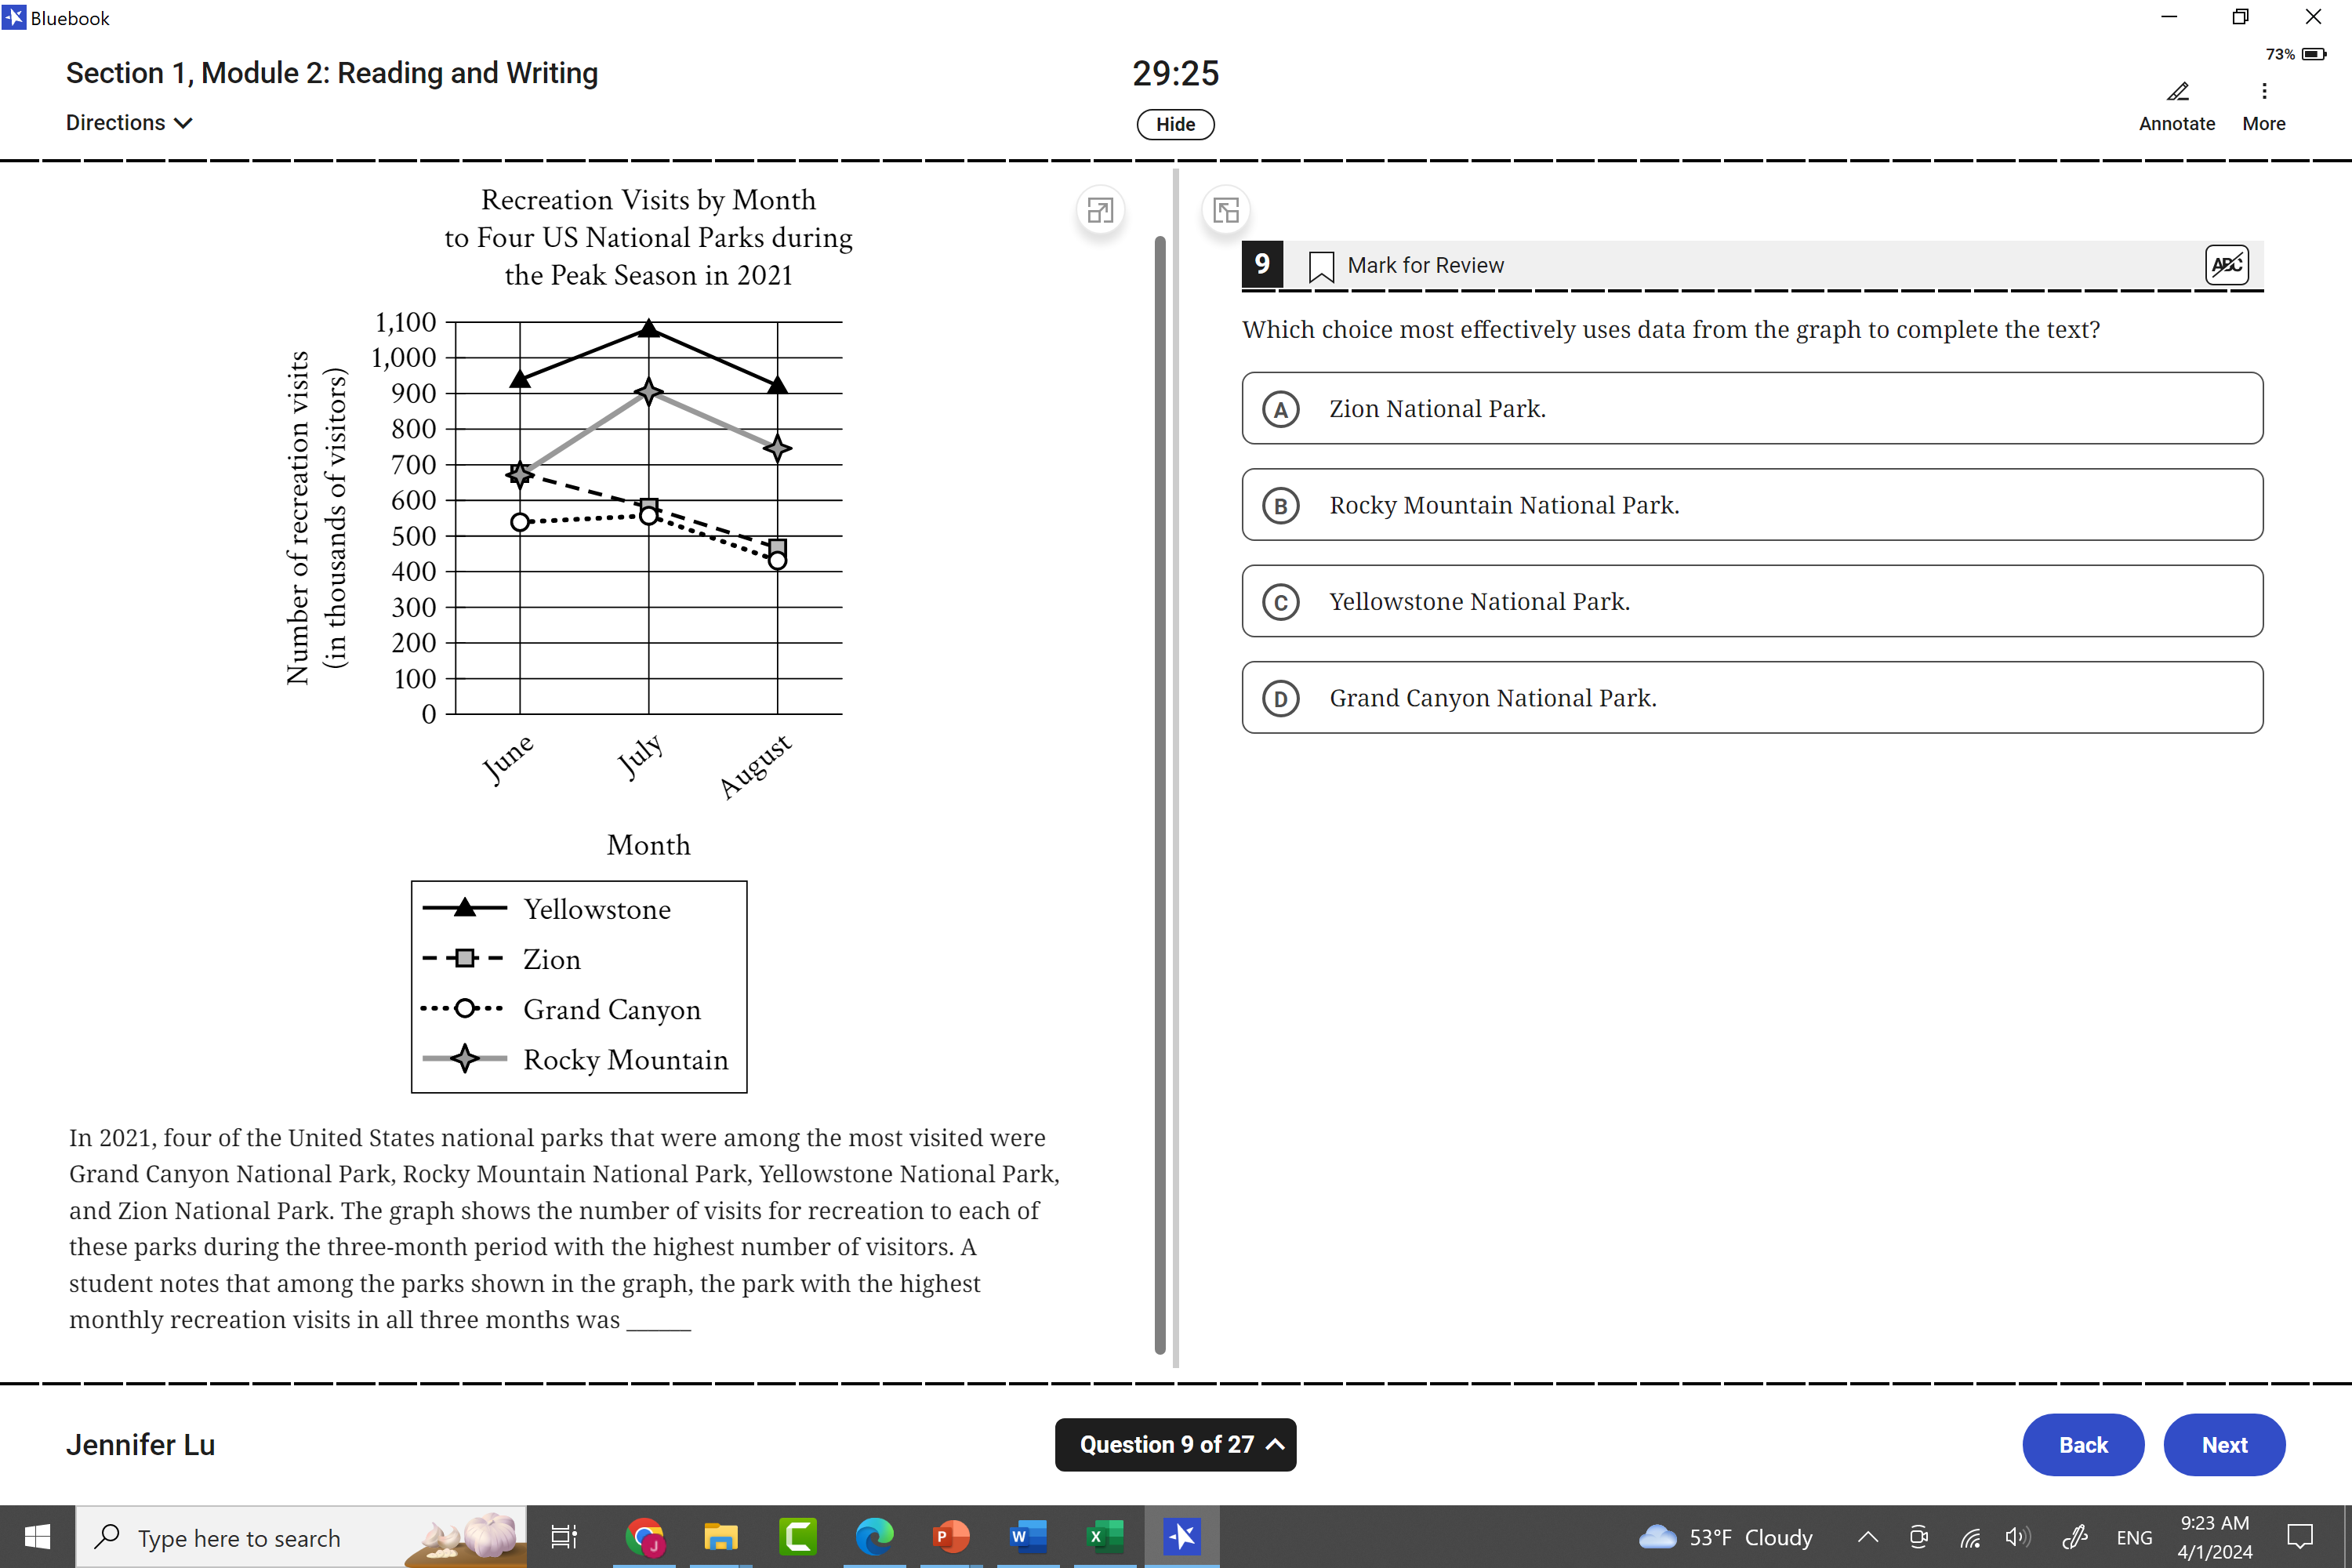 Bluebook
73%
Section 1, Module 2: Reading and Writing
29:25
Directions
Hide
Annotate
More
Recreation Visits by Month
to Four US National Parks during
the Peak Season in 2021
Number of recreation visits
(in thousands of visitors)
1,100
1,000
900
800
700
600
500
400
300
200
100
0
June
July
August
Month
Yellowstone
Zion
Grand Canyon
Rocky Mountain
In 2021, four of the United States national parks that were among the most visited were
Grand Canyon National Park, Rocky Mountain National Park, Yellowstone National Park,
and Zion National Park. The graph shows the number of visits for recreation to each of
these parks during the three-month period with the highest number of visitors. A
student notes that among the parks shown in the graph, the park with the highest
monthly recreation visits in all three months was ______
9
Mark for Review
ABC
Which choice most effectively uses data from the graph to complete the text?
A Zion National Park.
B Rocky Mountain National Park.
C Yellowstone National Park.
D Grand Canyon National Park.
Jennifer Lu
Question 9 of 27
Back
Next
Type here to search
J
P
W
X
53°F Cloudy
ENG
9:23 AM
4/1/2024